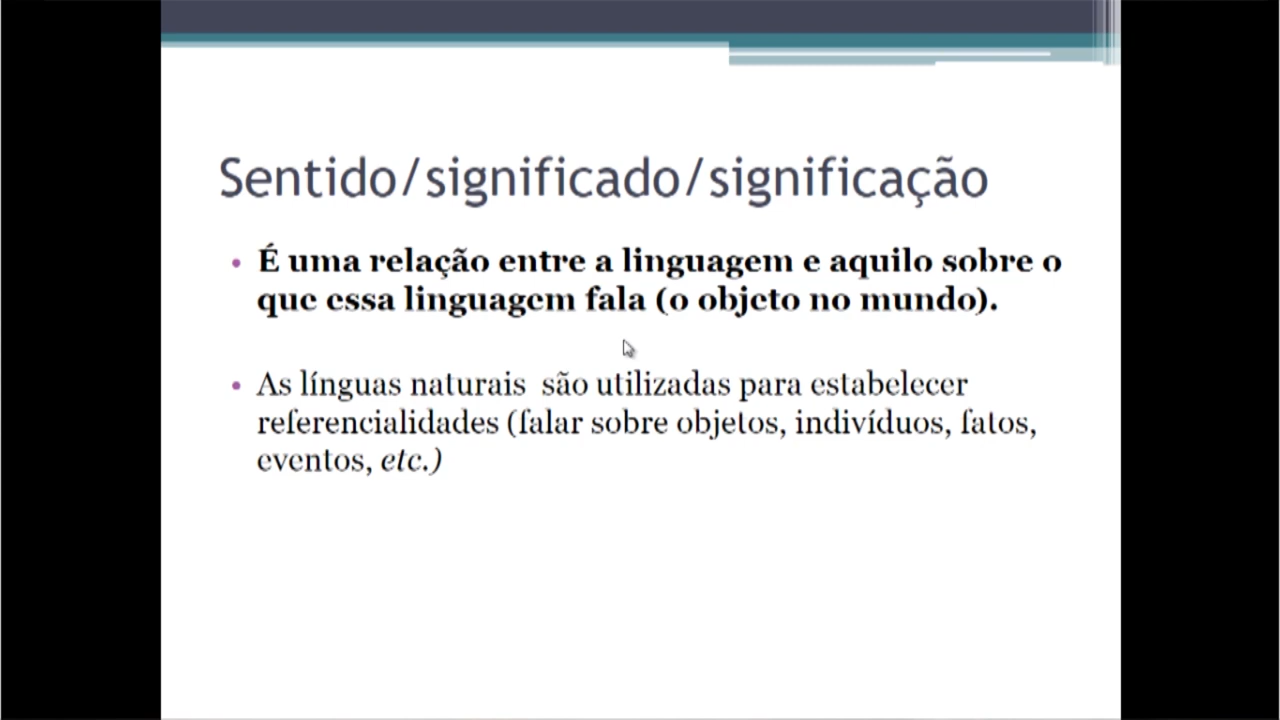 Sentido/significado/significação
• É uma relação entre a linguagem e aquilo sobre o
que essa linguagem fala (o objeto no mundo).
• As línguas naturais  são utilizadas para estabelecer
referencialidades (falar sobre objetos, indivíduos, fatos,
eventos, etc.)